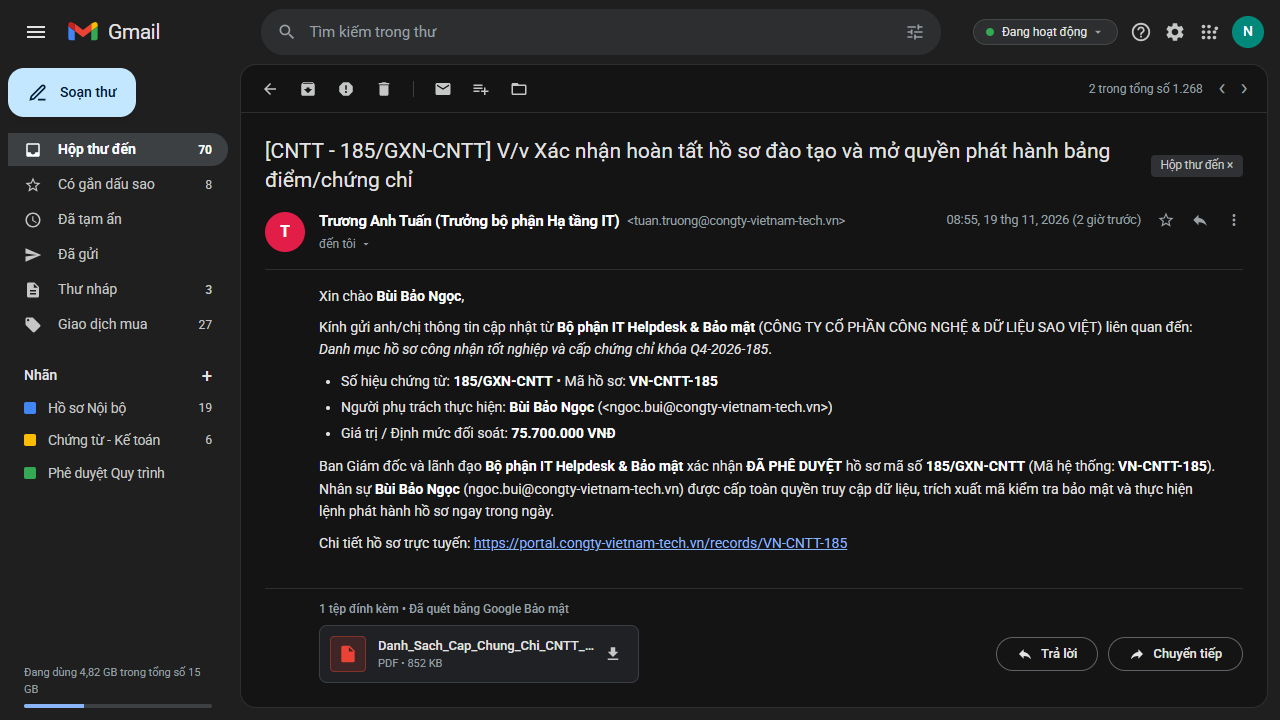 Gmail
Tìm kiếm trong thư
Đang hoạt động
N
Soạn thư
2 trong tổng số 1.268
Hộp thư đến 70
Có gắn dấu sao 8
Đã tạm ẩn
Đã gửi
Thư nháp 3
Giao dịch mua 27
Nhãn +
Hồ sơ Nội bộ 19
Chứng từ - Kế toán 6
Phê duyệt Quy trình
Đang dùng 4,82 GB trong tổng số 15
GB
[CNTT - 185/GXN-CNTT] V/v Xác nhận hoàn tất hồ sơ đào tạo và mở quyền phát hành bảng
điểm/chứng chỉ
Hộp thư đến ×
T
Trương Anh Tuấn (Trưởng bộ phận Hạ tầng IT) <tuan.truong@congty-vietnam-tech.vn>
08:55, 19 thg 11, 2026 (2 giờ trước)
đến tôi
Xin chào Bùi Bảo Ngọc,
Kính gửi anh/chị thông tin cập nhật từ Bộ phận IT Helpdesk & Bảo mật (CÔNG TY CỔ PHẦN CÔNG NGHỆ & DỮ LIỆU SAO VIỆT) liên quan đến:
Danh mục hồ sơ công nhận tốt nghiệp và cấp chứng chỉ khóa Q4-2026-185.
• Số hiệu chứng từ: 185/GXN-CNTT • Mã hồ sơ: VN-CNTT-185
• Người phụ trách thực hiện: Bùi Bảo Ngọc (<ngoc.bui@congty-vietnam-tech.vn>)
• Giá trị / Định mức đối soát: 75.700.000 VNĐ
Ban Giám đốc và lãnh đạo Bộ phận IT Helpdesk & Bảo mật xác nhận ĐÃ PHÊ DUYỆT hồ sơ mã số 185/GXN-CNTT (Mã hệ thống: VN-CNTT-185).
Nhân sự Bùi Bảo Ngọc (ngoc.bui@congty-vietnam-tech.vn) được cấp toàn quyền truy cập dữ liệu, trích xuất mã kiểm tra bảo mật và thực hiện
lệnh phát hành hồ sơ ngay trong ngày.
Chi tiết hồ sơ trực tuyến: https://portal.congty-vietnam-tech.vn/records/VN-CNTT-185
1 tệp đính kèm • Đã quét bằng Google Bảo mật
Danh_Sach_Cap_Chung_Chi_CNTT_...
PDF • 852 KB
Trả lời
Chuyển tiếp